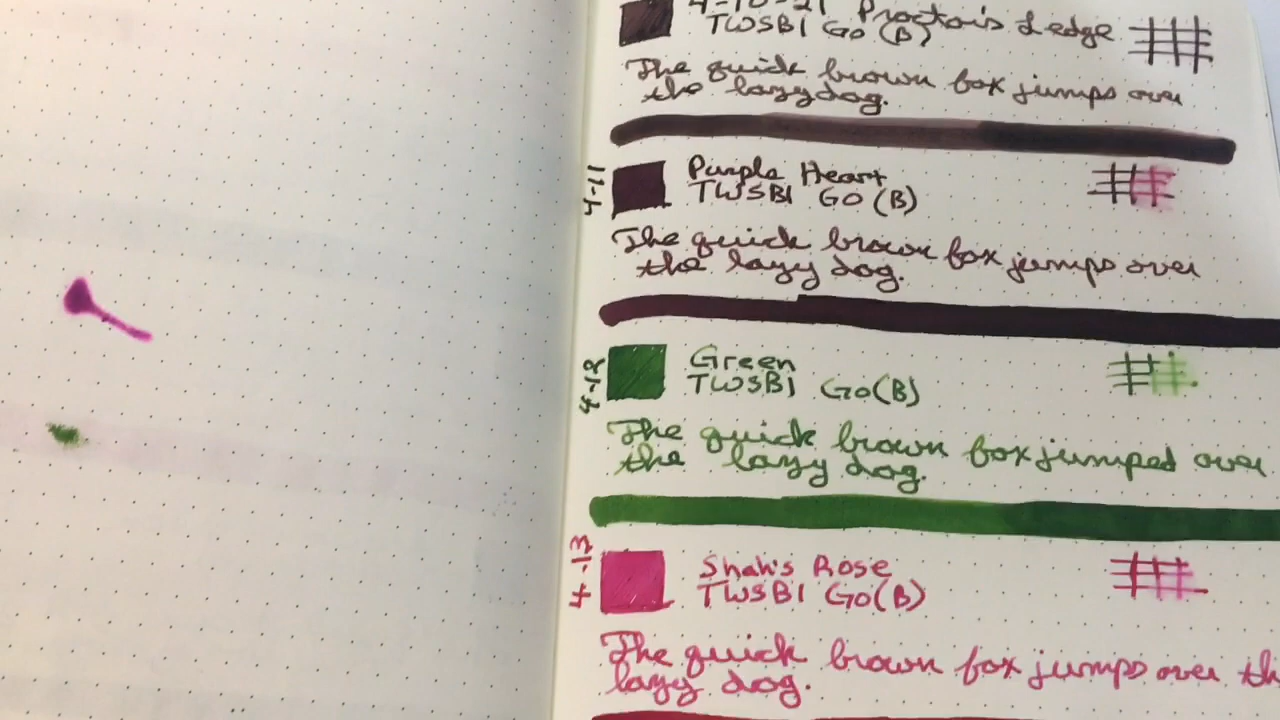 4-10-21 Proctor's Ledge
TWSBI GO (B)
The quick brown fox jumps over
the lazy dog.
4-11
Purple Heart
TWSBI GO (B)
The quick brown fox jumps over
the lazy dog.
4-12
Green
TWSBI GO (B)
The quick brown fox jumped over
the lazy dog.
4-13
Shah's Rose
TWSBI GO (B)
The quick brown fox jumps over th
lazy dog.